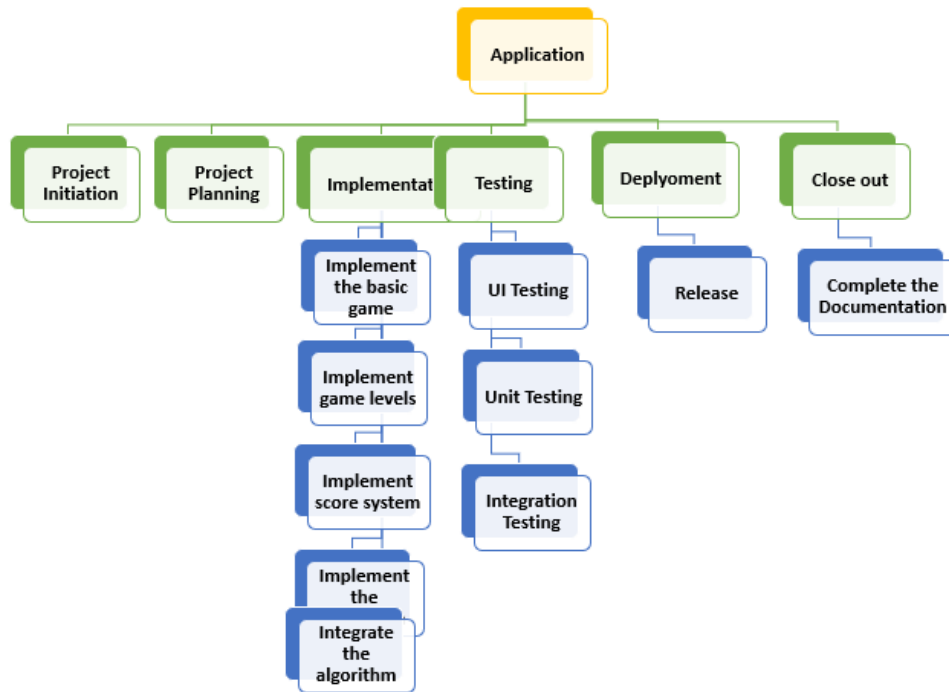 Application
Project
Initiation
Project
Planning
Implementat
Testing
Deplyoment
Close out
Implement
the basic
game
Implement
game levels
Implement
score system
Implement
the
Integrate
the
algorithm
UI Testing
Unit Testing
Integration
Testing
Release
Complete the
Documentation